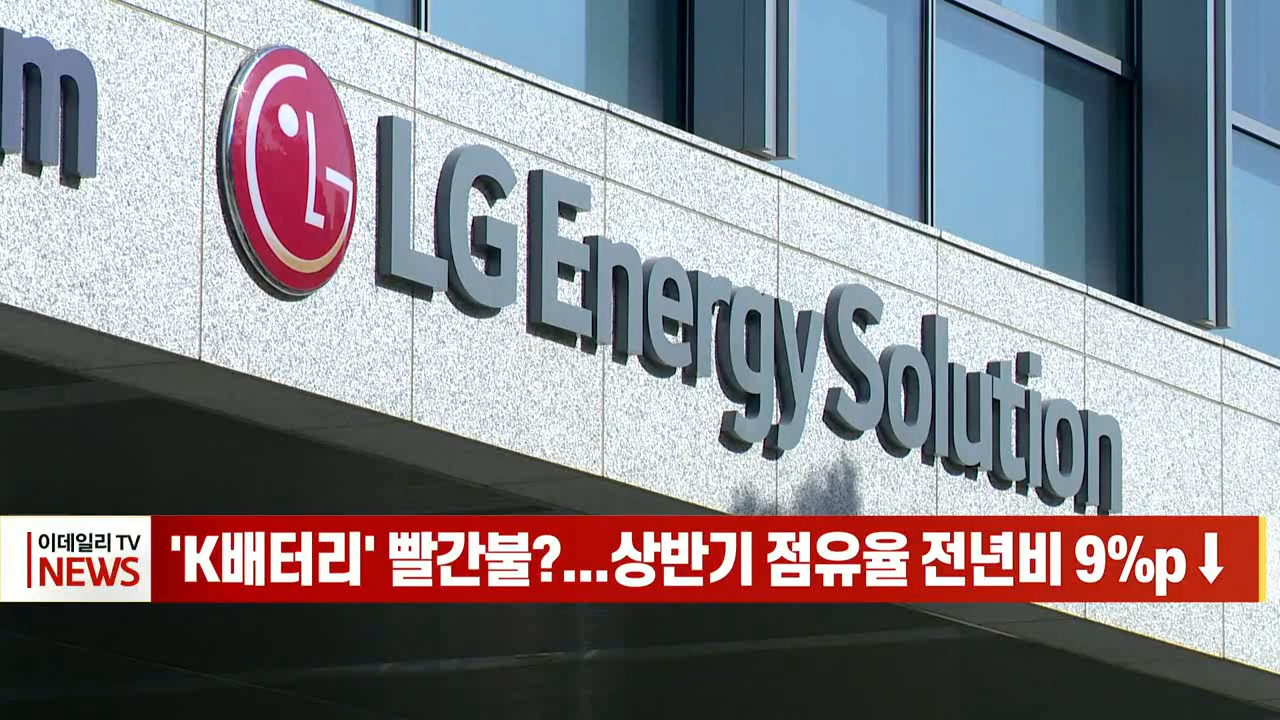 m
LG Energy Solution
이데일리 TV
NEWS
'K배터리' 빨간불?...상반기 점유율 전년비 9%p↓